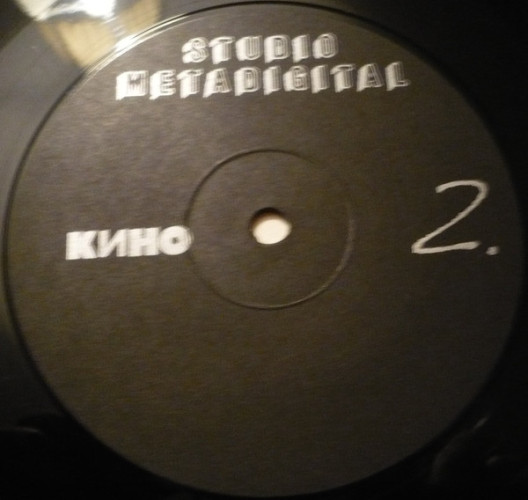 STUDIO
METADIGITAL
КИНО
2.